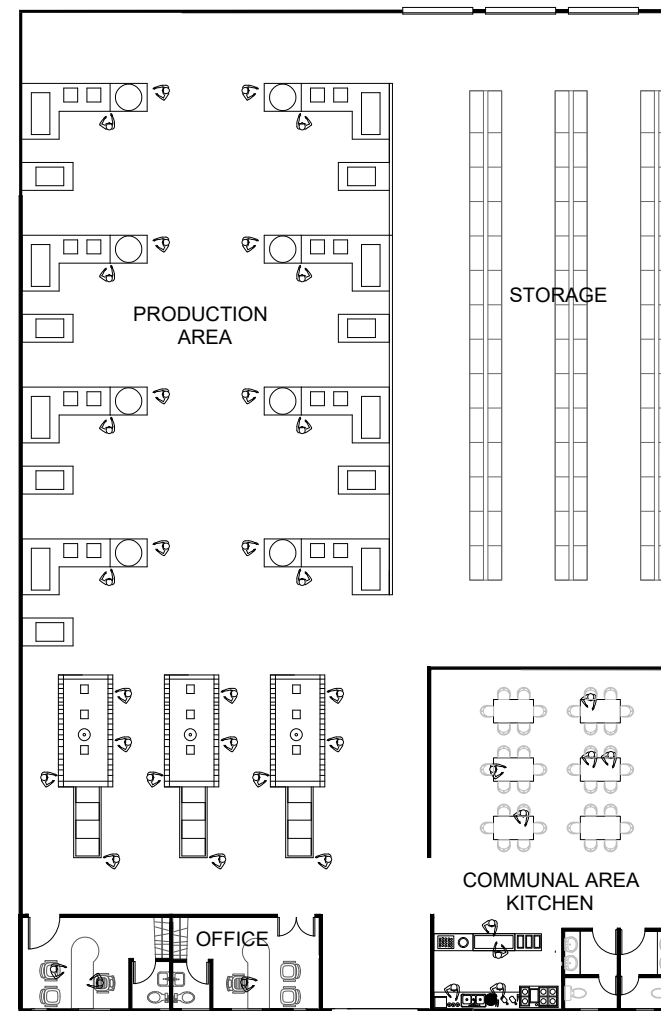 STORAGE
PRODUCTION
AREA
COMMUNAL AREA
KITCHEN
OFFICE